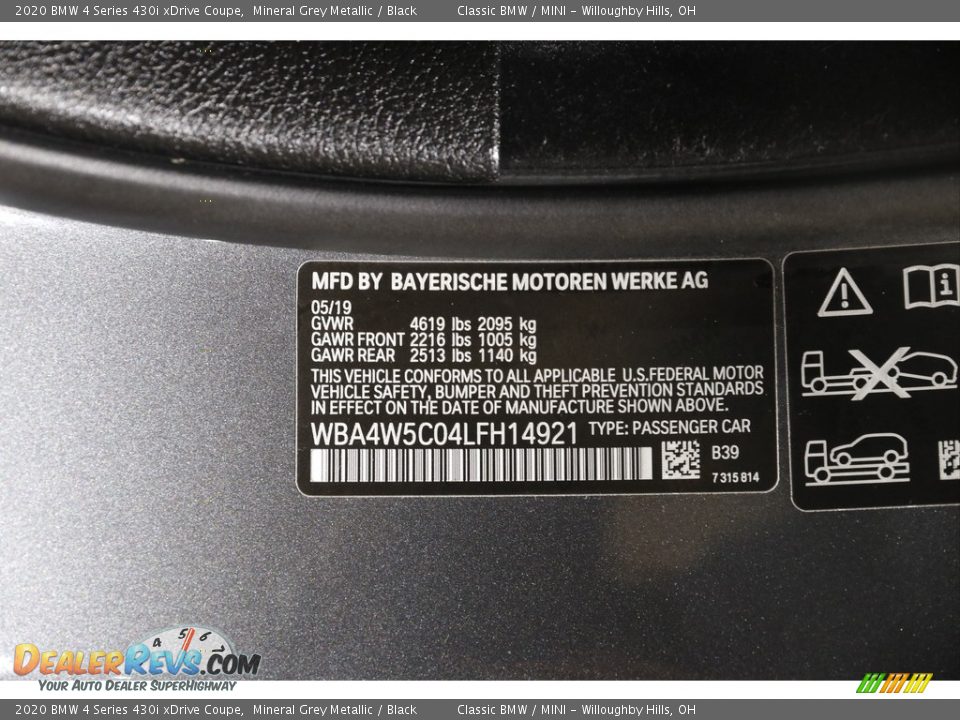 2020 BMW 4 Series 430i xDrive Coupe, Mineral Grey Metallic / Black Classic BMW / MINI - Willoughby Hills, OH
MFD BY BAYERISCHE MOTOREN WERKE AG
05/19
GVWR 4619 lbs 2095 kg
GAWR FRONT 2216 lbs 1005 kg
GAWR REAR 2513 lbs 1140 kg
THIS VEHICLE CONFORMS TO ALL APPLICABLE U.S.FEDERAL MOTOR
VEHICLE SAFETY, BUMPER AND THEFT PREVENTION STANDARDS
IN EFFECT ON THE DATE OF MANUFACTURE SHOWN ABOVE.
WBA4W5C04LFH14921 TYPE: PASSENGER CAR
B39
7315814
4 5 6 7
DEALERREVS.COM
YOUR AUTO DEALER SUPERHIGHWAY
2020 BMW 4 Series 430i xDrive Coupe, Mineral Grey Metallic / Black Classic BMW / MINI - Willoughby Hills, OH